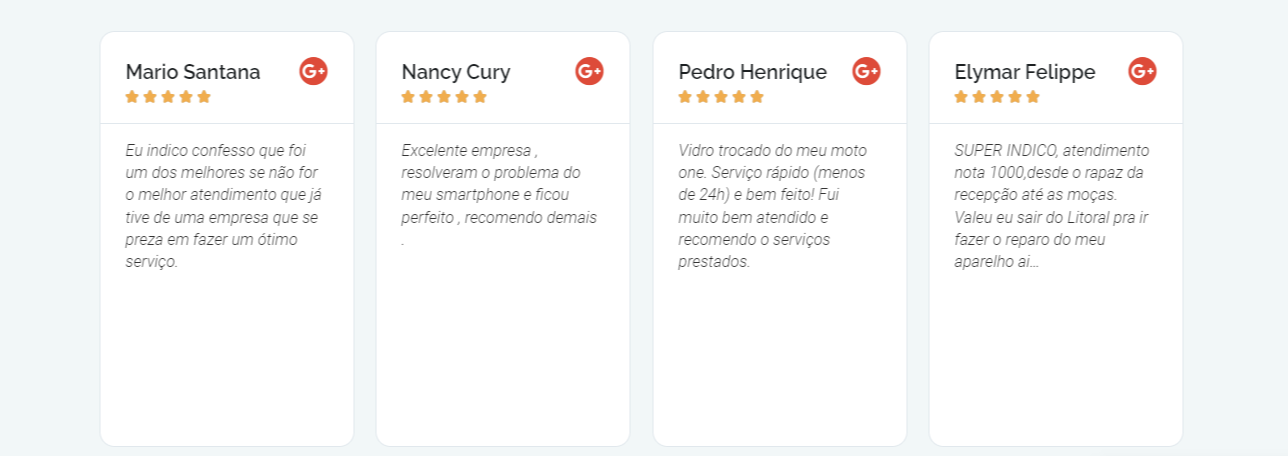 Mario Santana
G+
Eu indico confesso que foi
um dos melhores se não for
o melhor atendimento que já
tive de uma empresa que se
preza em fazer um ótimo
serviço.
Nancy Cury
G+
Excelente empresa ,
resolveram o problema do
meu smartphone e ficou
perfeito , recomendo demais
.
Pedro Henrique
G+
Vidro trocado do meu moto
one. Serviço rápido (menos
de 24h) e bem feito! Fui
muito bem atendido e
recomendo o serviços
prestados.
Elymar Felippe
G+
SUPER INDICO, atendimento
nota 1000,desde o rapaz da
recepção até as moças.
Valeu eu sair do Litoral pra ir
fazer o reparo do meu
aparelho ai...